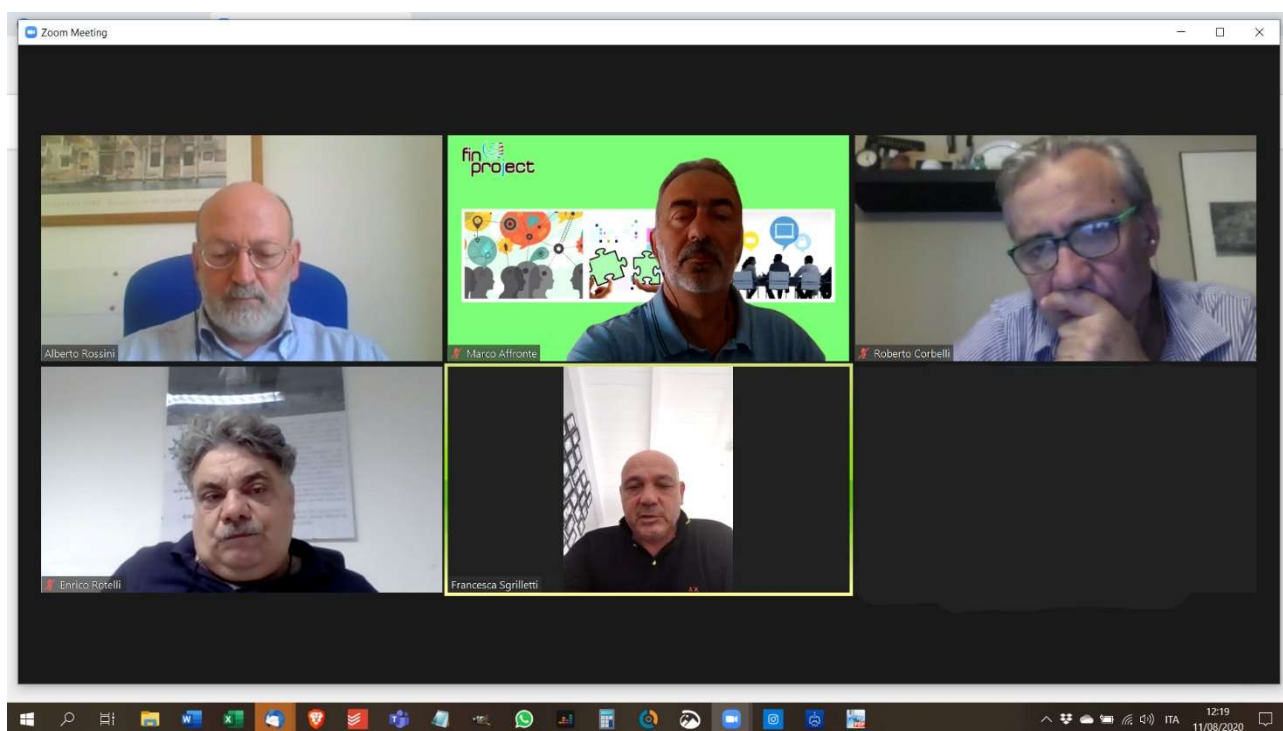 Zoom Meeting
fin
project
Alberto Rossini
Marco Affronte
Roberto Corbelli
Enrico Rotelli
Francesca Sgrilletti
AX
ITA
12:19
11/08/2020